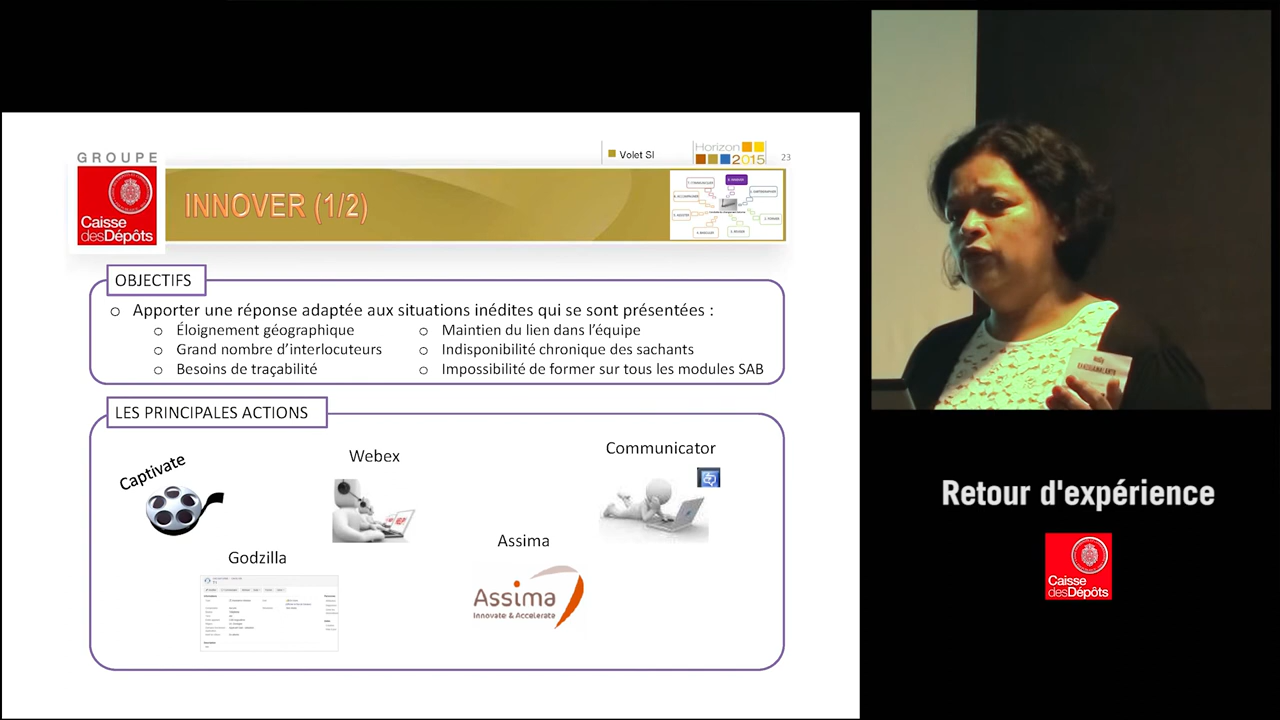 GROUPE
Caisse
desDépôts
Volet SI
Horizon
2015
23
INNOVER (1/2)
OBJECTIFS
Apporter une réponse adaptée aux situations inédites qui se sont présentées :
Éloignement géographique
Grand nombre d'interlocuteurs
Besoins de traçabilité
Maintien du lien dans l'équipe
Indisponibilité chronique des sachants
Impossibilité de former sur tous les modules SAB
LES PRINCIPALES ACTIONS
Captivate
Webex
Communicator
Godzilla
Assima
Assima
Innovate & Accelerate
Retour d'expérience
Caisse
desDépôts